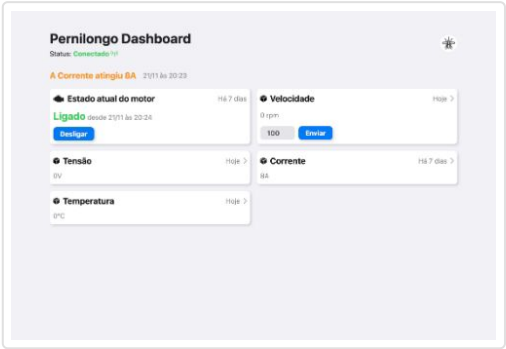 Pernilongo Dashboard
Status: Conectado
A Corrente atingiu 8A 21/11 às 20:23
Estado atual do motor Há 7 dias
Ligado desde 21/11 às 20:24
Desligar
Velocidade Hoje
0 rpm
100 Enviar
Tensão Hoje
0V
Corrente Há 7 dias
8A
Temperatura Hoje
0°C